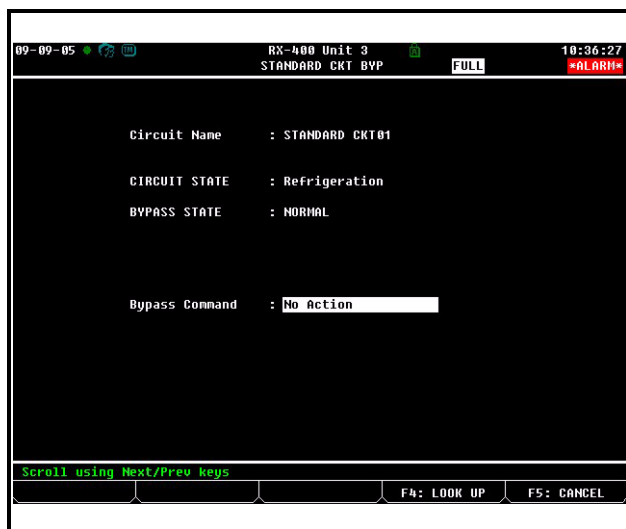 09-09-05 TM RX-400 Unit 3 10:36:27
STANDARD CKT BYP FULL *ALARM*
Circuit Name : STANDARD CKT01
CIRCUIT STATE : Refrigeration
BYPASS STATE : NORMAL
Bypass Command : No Action
Scroll using Next/Prev keys
F4: LOOK UP F5: CANCEL